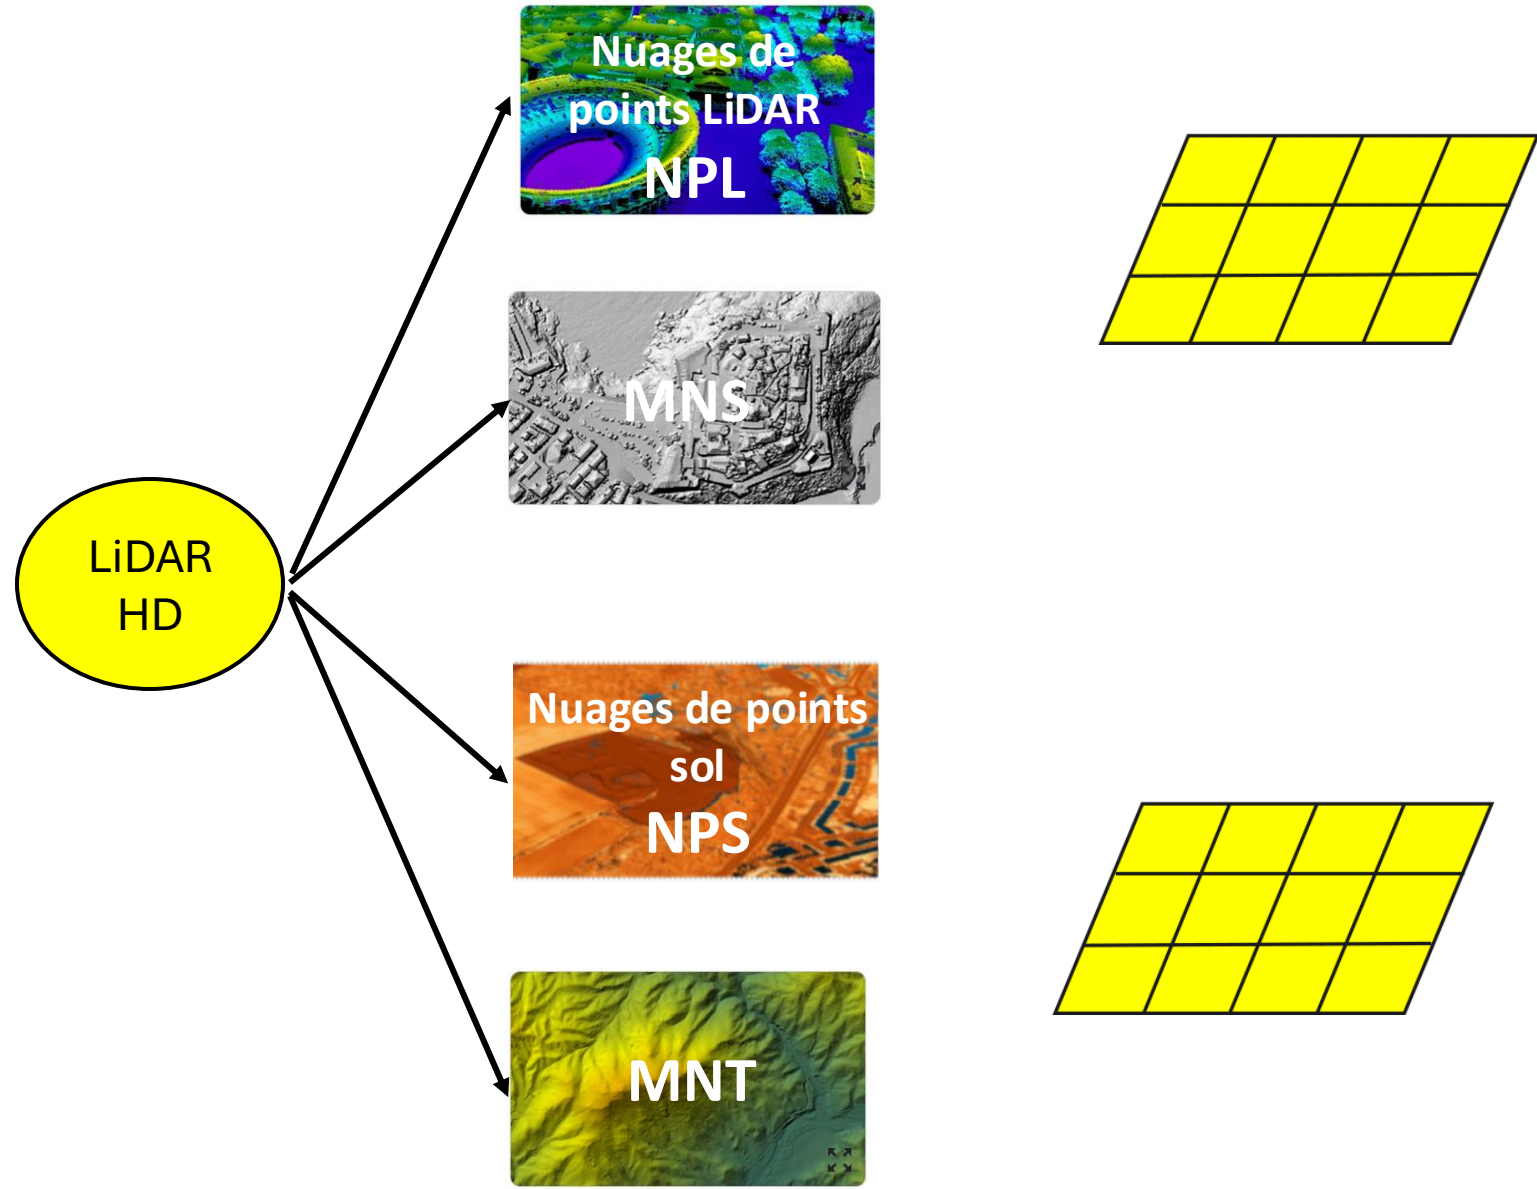 Nuages de
points LiDAR
NPL
MNS
LiDAR
HD
Nuages de points
sol
NPS
MNT